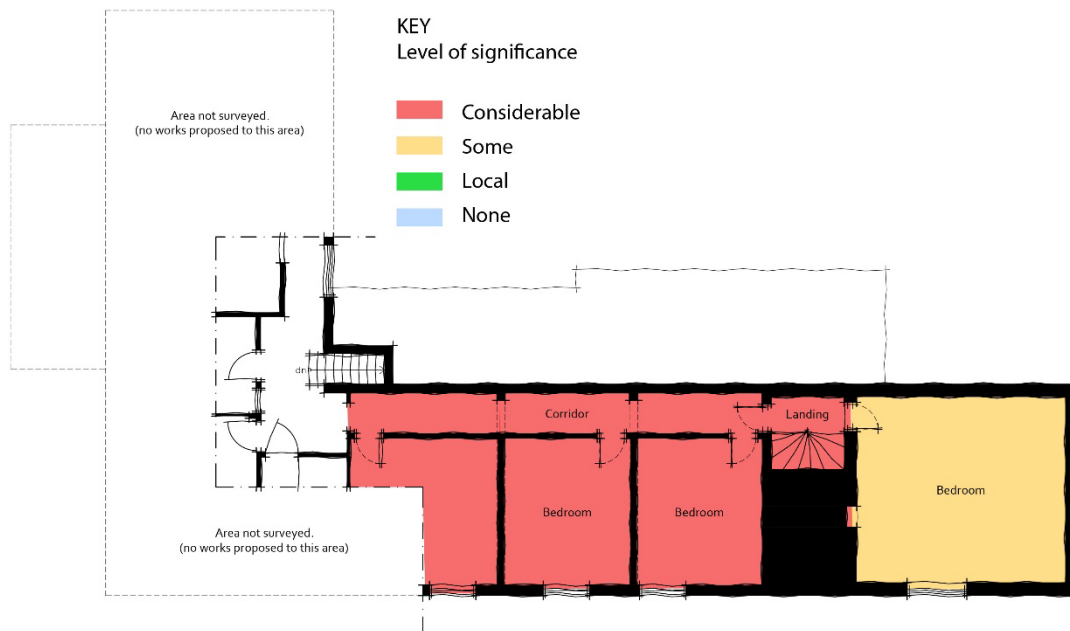 KEY
Level of significance
Considerable
Some
Local
None
Area not surveyed.
(no works proposed to this area)
dn
Corridor
Landing
Bedroom
Bedroom
Bedroom
Area not surveyed.
(no works proposed to this area)